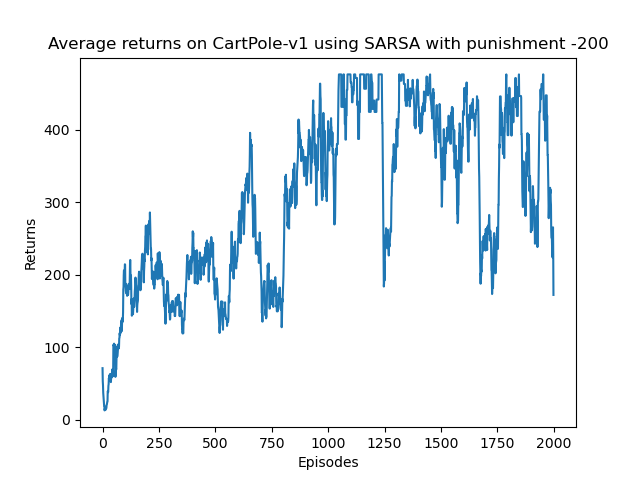 Average returns on CartPole-v1 using SARSA with punishment -200
Returns
400
300
200
100
0
0 250 500 750 1000 1250 1500 1750 2000
Episodes